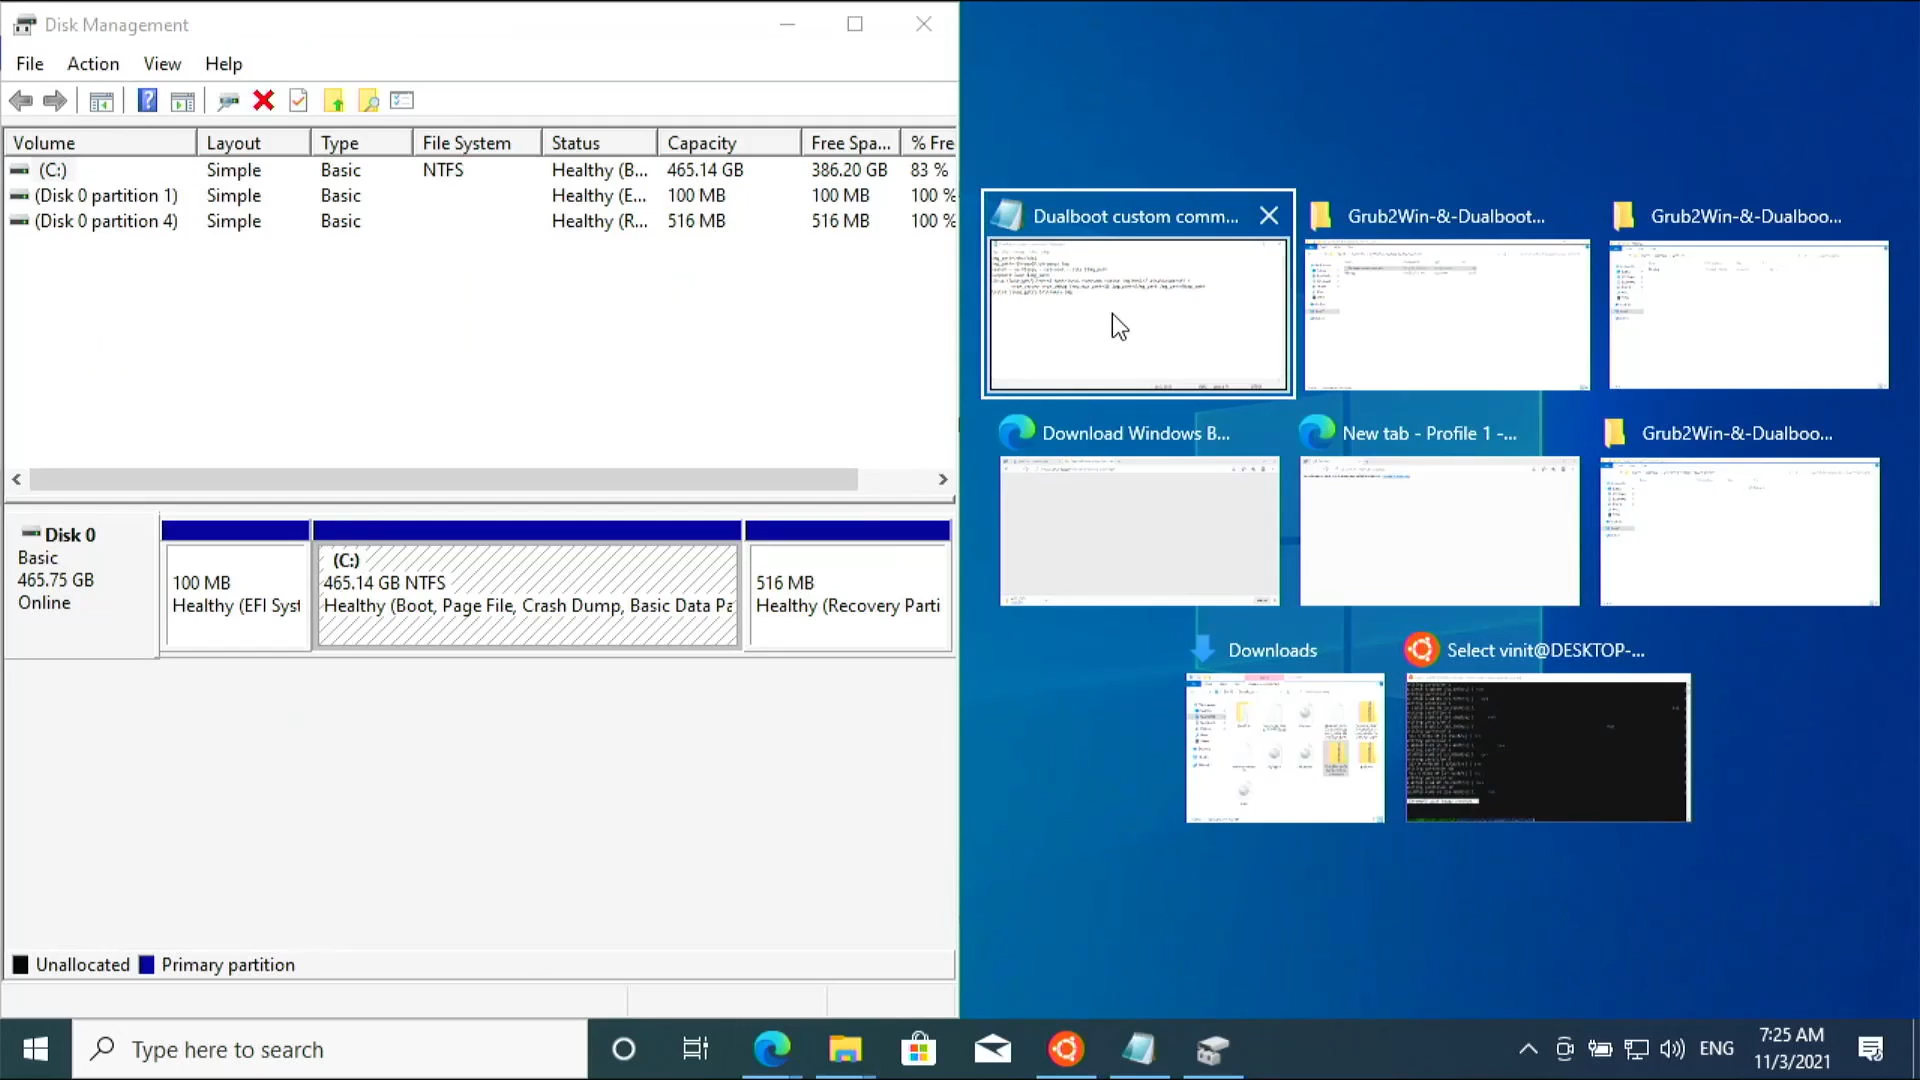 Disk Management
File Action View Help
Volume Layout Type File System Status Capacity Free Spa... % Fre
(C:) Simple Basic NTFS Healthy (B... 465.14 GB 386.20 GB 83 %
(Disk 0 partition 1) Simple Basic Healthy (E... 100 MB 100 MB 100 %
(Disk 0 partition 4) Simple Basic Healthy (R... 516 MB 516 MB 100 %
Disk 0
Basic
465.75 GB
Online
100 MB
Healthy (EFI Syst
(C:)
465.14 GB NTFS
Healthy (Boot, Page File, Crash Dump, Basic Data Pa
516 MB
Healthy (Recovery Parti
Unallocated Primary partition
Dualboot custom comm...
Grub2Win-&-Dualboot...
Grub2Win-&-Dualboo...
Download Windows B...
New tab - Profile 1 -...
Grub2Win-&-Dualboo...
Downloads
Select vinit@DESKTOP-...
Type here to search
ENG
7:25 AM
11/3/2021